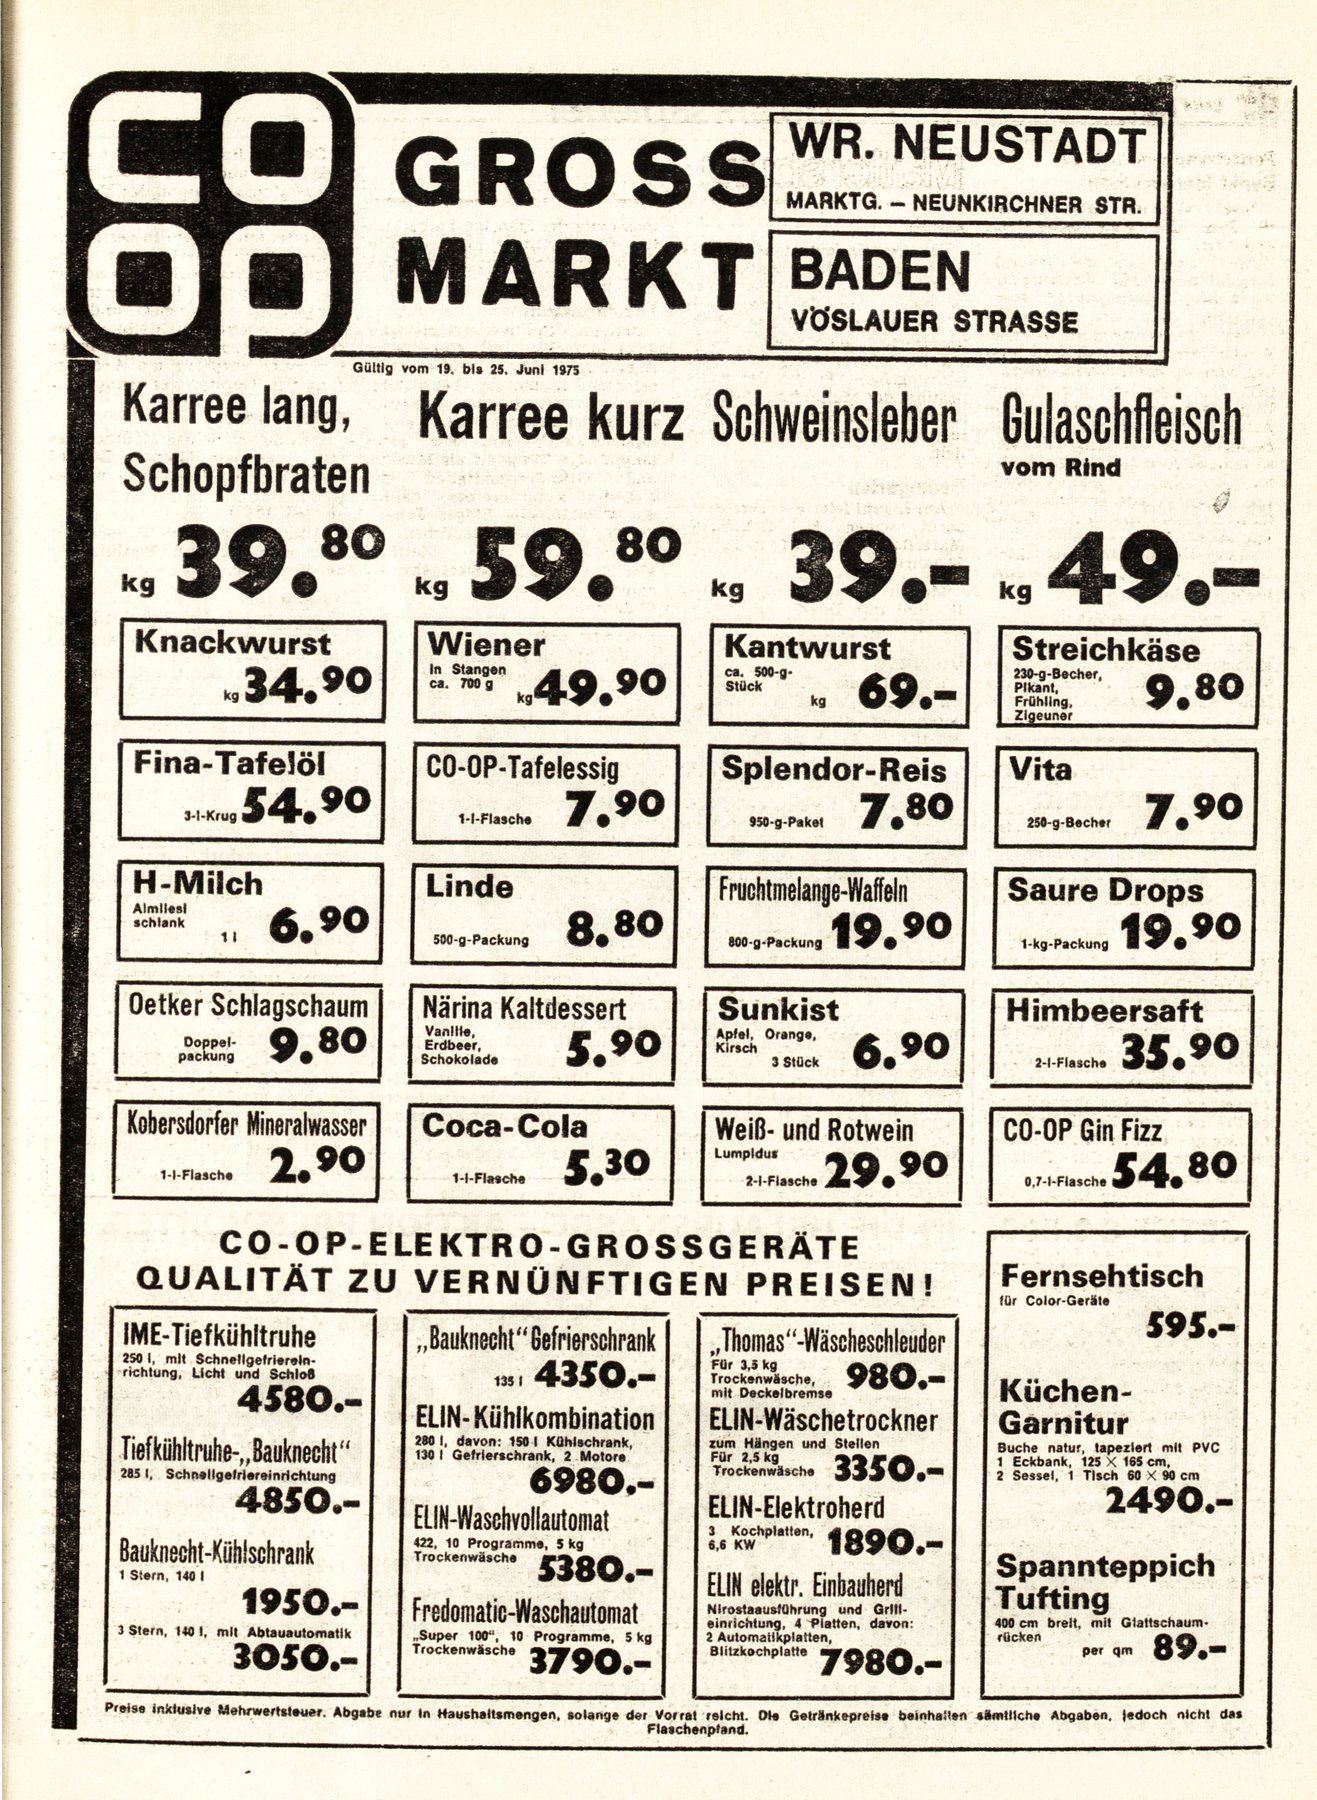 CO
OP
GROSS
MARKT
WR. NEUSTADT
MARKTG. – NEUNKIRCHNER STR.
BADEN
VÖSLAUER STRASSE
Gültig vom 19. bis 25. Juni 1975
Karree lang,
Schopfbraten
kg 39.80
Karree kurz
kg 59.80
Schweinsleber
kg 39.–
Gulaschfleisch
vom Rind
kg 49.–
Knackwurst
kg 34.90
Wiener
in Stangen
ca. 700 g
kg 49.90
Kantwurst
ca. 500-g-
Stück
kg 69.–
Streichkäse
230-g-Becher,
Pikant,
Frühling,
Zigeuner
9.80
Fina-Tafelöl
3-l-Krug 54.90
CO-OP-Tafelessig
1-l-Flasche 7.90
Splendor-Reis
950-g-Paket 7.80
Vita
250-g-Becher 7.90
H-Milch
Almliesl
schlank
1 l 6.90
Linde
500-g-Packung 8.80
Fruchtmelange-Waffeln
800-g-Packung 19.90
Saure Drops
1-kg-Packung 19.90
Oetker Schlagschaum
Doppel-
packung 9.80
Närina Kaltdessert
Vanille,
Erdbeer,
Schokolade 5.90
Sunkist
Apfel, Orange,
Kirsch
3 Stück 6.90
Himbeersaft
2-l-Flasche 35.90
Kobersdorfer Mineralwasser
1-l-Flasche 2.90
Coca-Cola
1-l-Flasche 5.30
Weiß- und Rotwein
Lumpidus
2-l-Flasche 29.90
CO-OP Gin Fizz
0,7-l-Flasche 54.80
CO-OP-ELEKTRO-GROSSGERÄTE
QUALITÄT ZU VERNÜNFTIGEN PREISEN!
IME-Tiefkühltruhe
250 l, mit Schnellgefrierein-
richtung, Licht und Schloß
4580.–
Tiefkühltruhe-„Bauknecht“
285 l, Schnellgefriereinrichtung
4850.–
Bauknecht-Kühlschrank
1 Stern, 140 l
1950.–
3 Stern, 140 l, mit Abtauautomatik
3050.–
„Bauknecht“ Gefrierschrank
135 l 4350.–
ELIN-Kühlkombination
280 l, davon: 150 l Kühlschrank,
130 l Gefrierschrank, 2 Motore
6980.–
ELIN-Waschvollautomat
422, 10 Programme, 5 kg
Trockenwäsche
5380.–
Fredomatic-Waschautomat
„Super 100“, 10 Programme, 5 kg
Trockenwäsche 3790.–
„Thomas“-Wäscheschleuder
Für 3,5 kg
Trockenwäsche,
mit Deckelbremse 980.–
ELIN-Wäschetrockner
zum Hängen und Stellen
Für 2,5 kg
Trockenwäsche 3350.–
ELIN-Elektroherd
3 Kochplatten,
6,6 KW 1890.–
ELIN elektr. Einbauherd
Nirostaausführung und Grill-
einrichtung, 4 Platten, davon:
2 Automatikplatten,
Blitzkochplatte 7980.–
Fernsehtisch
für Color-Geräte
595.–
Küchen-
Garnitur
Buche natur, tapeziert mit PVC
1 Eckbank, 125 × 165 cm,
2 Sessel, 1 Tisch 60 × 90 cm
2490.–
Spannteppich
Tufting
400 cm breit, mit Glattschaum-
rücken
per qm 89.–
Preise inklusive Mehrwertsteuer. Abgabe nur in Haushaltsmengen, solange der Vorrat reicht. Die Getränkepreise beinhalten sämtliche Abgaben, jedoch nicht das
Flaschenpfand.